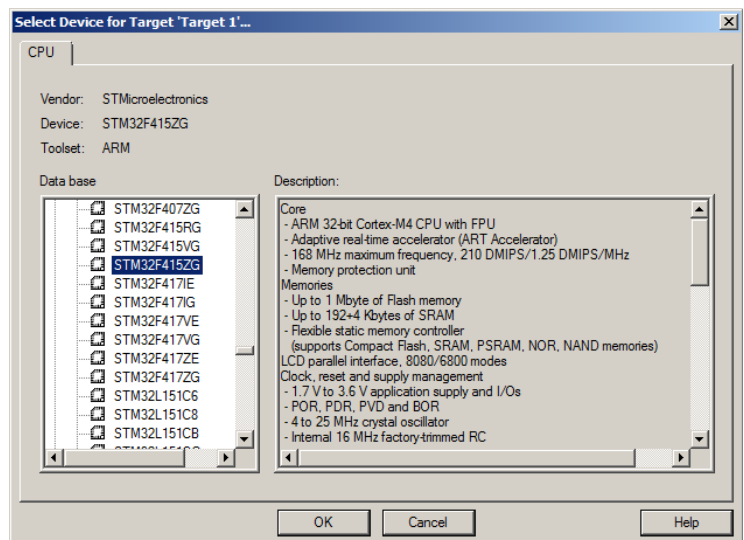 Select Device for Target 'Target 1'...
CPU
Vendor: STMicroelectronics
Device: STM32F415ZG
Toolset: ARM
Data base
STM32F407ZG
STM32F415RG
STM32F415VG
STM32F415ZG
STM32F417IE
STM32F417IG
STM32F417VE
STM32F417VG
STM32F417ZE
STM32F417ZG
STM32L151C6
STM32L151C8
STM32L151CB
Description:
Core
- ARM 32-bit Cortex-M4 CPU with FPU
- Adaptive real-time accelerator (ART Accelerator)
- 168 MHz maximum frequency, 210 DMIPS/1.25 DMIPS/MHz
- Memory protection unit
Memories
- Up to 1 Mbyte of Flash memory
- Up to 192+4 Kbytes of SRAM
- Flexible static memory controller
(supports Compact Flash, SRAM, PSRAM, NOR, NAND memories)
LCD parallel interface, 8080/6800 modes
Clock, reset and supply management
- 1.7 V to 3.6 V application supply and I/Os
- POR, PDR, PVD and BOR
- 4 to 25 MHz crystal oscillator
- Internal 16 MHz factory-trimmed RC
OK
Cancel
Help